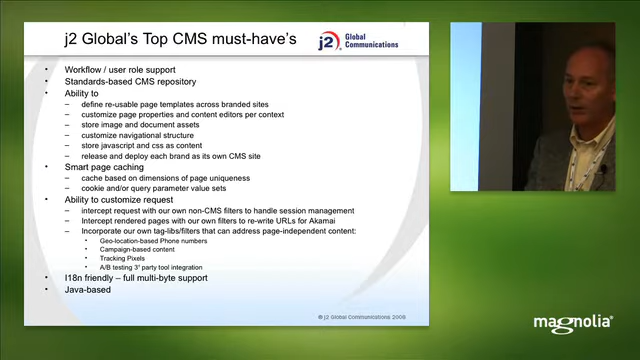 j2 Global's Top CMS must-have's
j2 Global Communications
• Workflow / user role support
• Standards-based CMS repository
• Ability to
– define re-usable page templates across branded sites
– customize page properties and content editors per context
– store image and document assets
– customize navigational structure
– store javascript and css as content
– release and deploy each brand as its own CMS site
• Smart page caching
– cache based on dimensions of page uniqueness
– cookie and/or query parameter value sets
• Ability to customize request
– intercept request with our own non-CMS filters to handle session management
– Intercept rendered pages with our own filters to re-write URLs for Akamai
– Incorporate our own tag-libs/filters that can address page-independent content:
• Geo-location-based Phone numbers
• Campaign-based content
• Tracking Pixels
• A/B testing 3rd party tool integration
• I18n friendly – full multi-byte support
• Java-based
© j2 Global Communications 2009
magnolia®